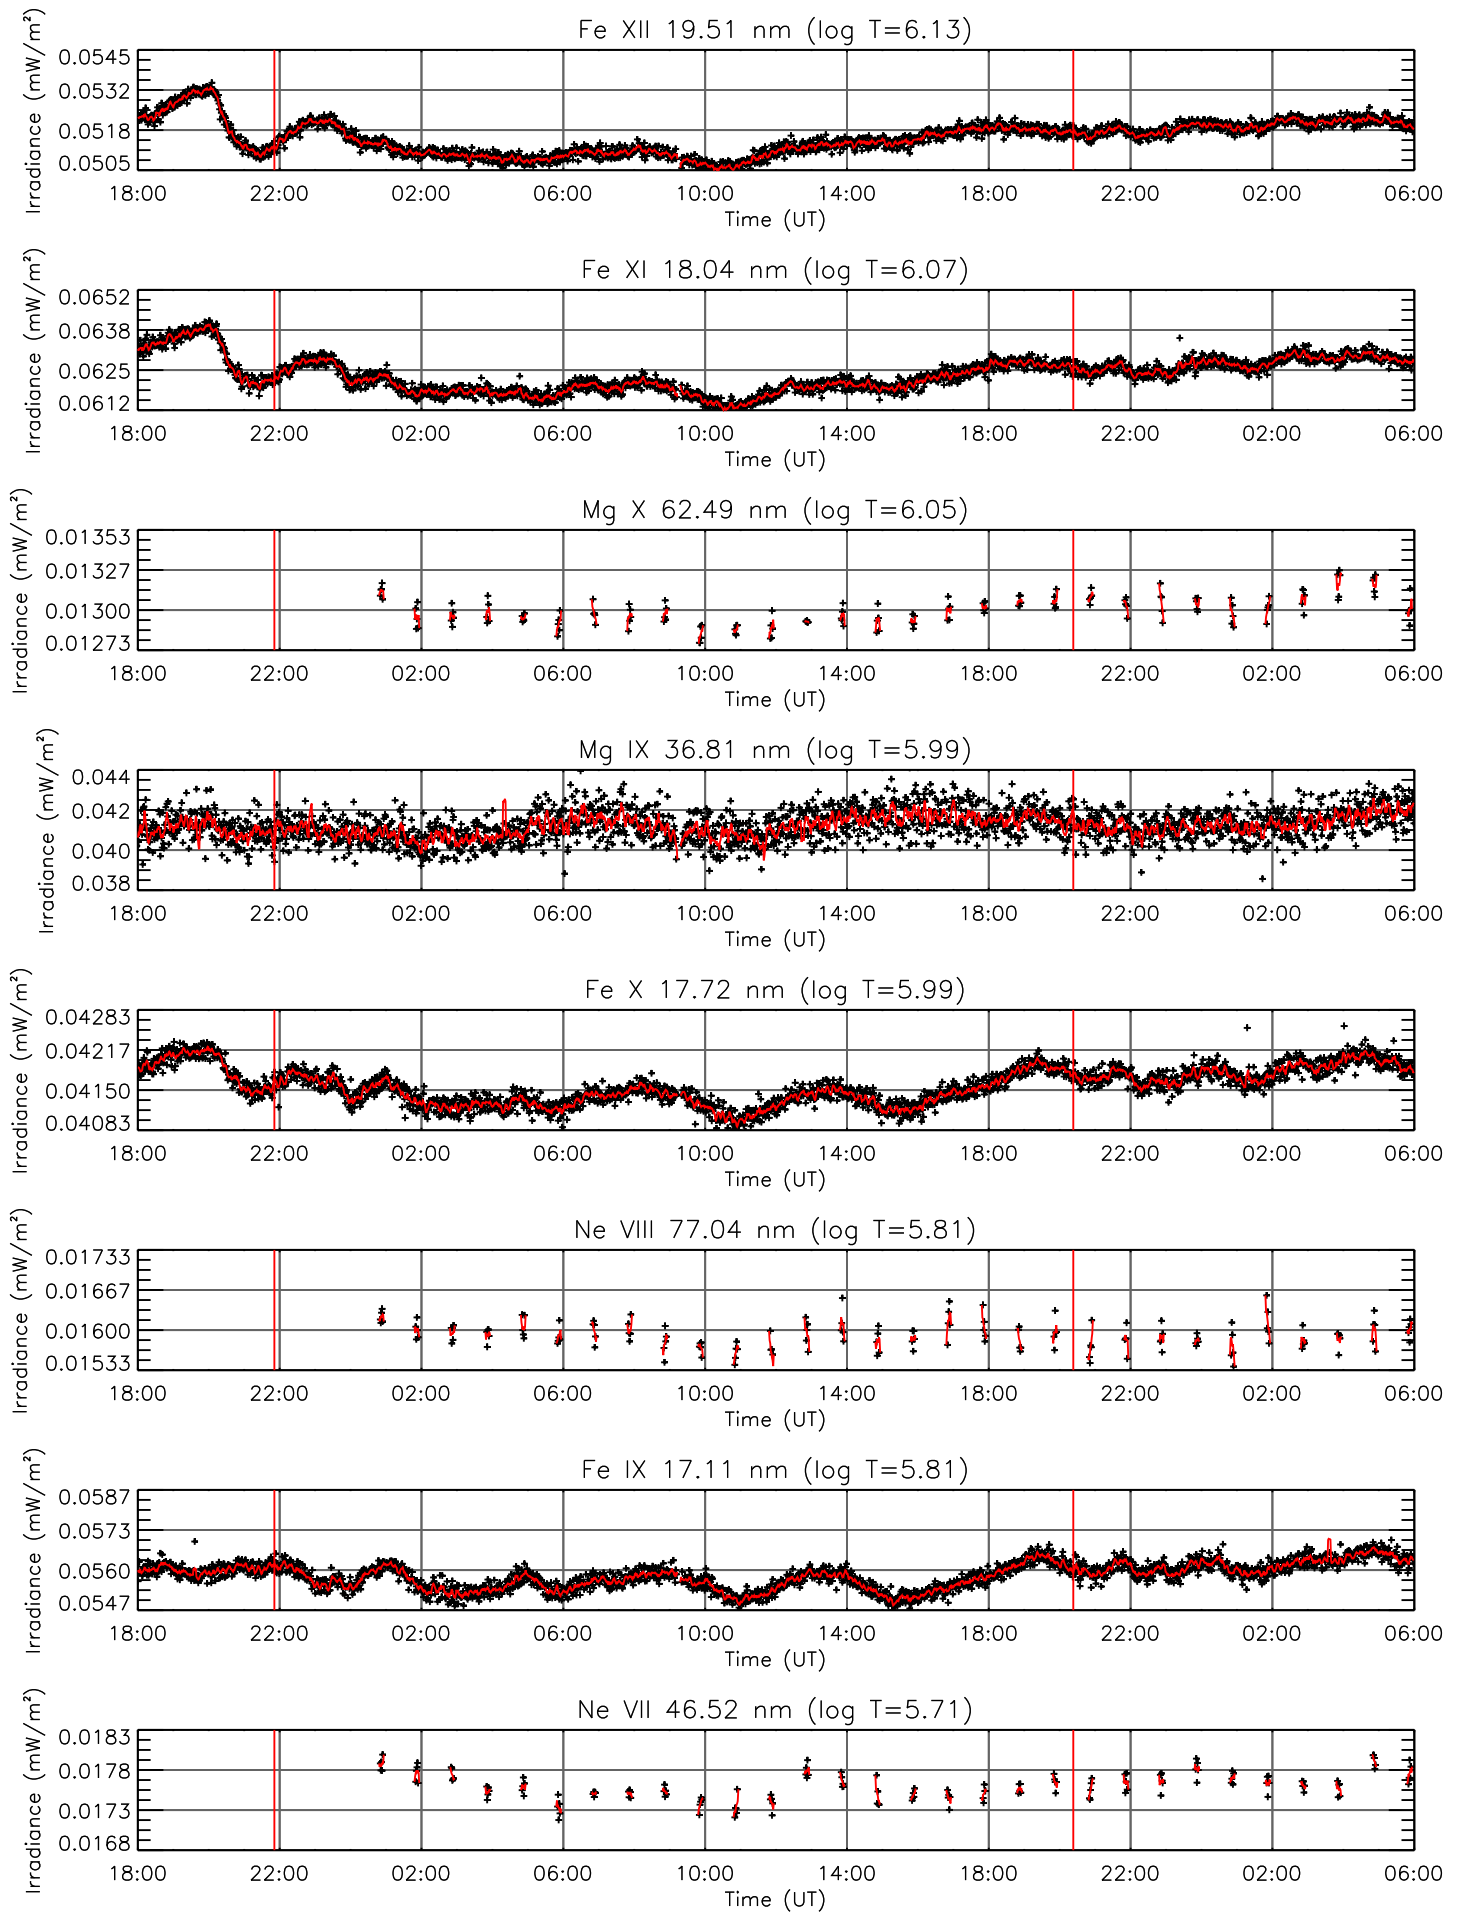 Fe XII 19.51 nm (log T=6.13)
Irradiance (mW/m²)
0.0545
0.0532
0.0518
0.0505
18:00 22:00 02:00 06:00 10:00 14:00 18:00 22:00 02:00 06:00
Time (UT)
Fe XI 18.04 nm (log T=6.07)
Irradiance (mW/m²)
0.0652
0.0638
0.0625
0.0612
18:00 22:00 02:00 06:00 10:00 14:00 18:00 22:00 02:00 06:00
Time (UT)
Mg X 62.49 nm (log T=6.05)
Irradiance (mW/m²)
0.01353
0.01327
0.01300
0.01273
18:00 22:00 02:00 06:00 10:00 14:00 18:00 22:00 02:00 06:00
Time (UT)
Mg IX 36.81 nm (log T=5.99)
Irradiance (mW/m²)
0.044
0.042
0.040
0.038
18:00 22:00 02:00 06:00 10:00 14:00 18:00 22:00 02:00 06:00
Time (UT)
Fe X 17.72 nm (log T=5.99)
Irradiance (mW/m²)
0.04283
0.04217
0.04150
0.04083
18:00 22:00 02:00 06:00 10:00 14:00 18:00 22:00 02:00 06:00
Time (UT)
Ne VIII 77.04 nm (log T=5.81)
Irradiance (mW/m²)
0.01733
0.01667
0.01600
0.01533
18:00 22:00 02:00 06:00 10:00 14:00 18:00 22:00 02:00 06:00
Time (UT)
Fe IX 17.11 nm (log T=5.81)
Irradiance (mW/m²)
0.0587
0.0573
0.0560
0.0547
18:00 22:00 02:00 06:00 10:00 14:00 18:00 22:00 02:00 06:00
Time (UT)
Ne VII 46.52 nm (log T=5.71)
Irradiance (mW/m²)
0.0183
0.0178
0.0173
0.0168
18:00 22:00 02:00 06:00 10:00 14:00 18:00 22:00 02:00 06:00
Time (UT)